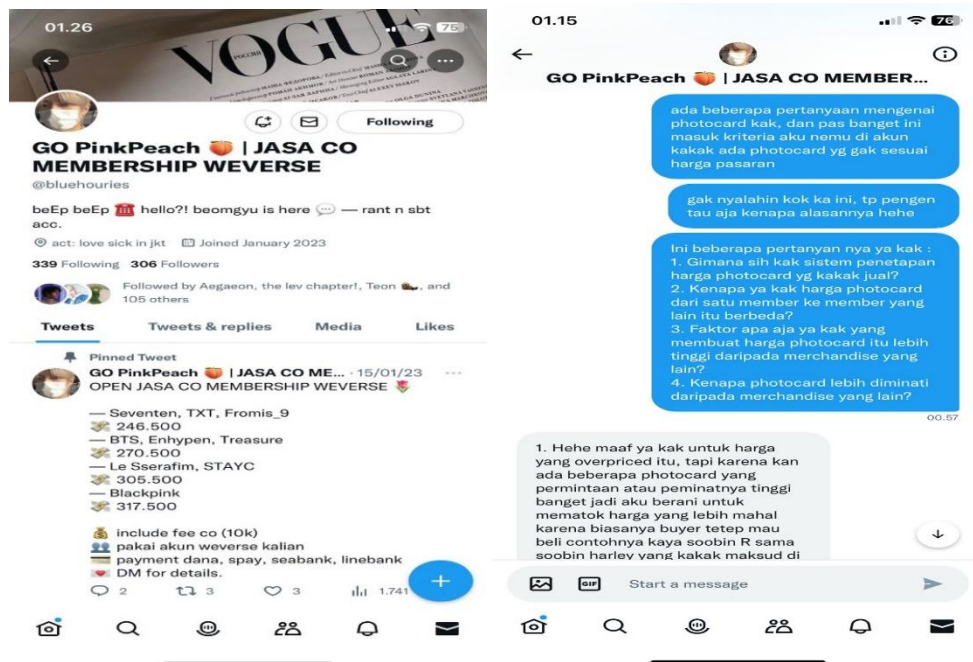 01.26
75
VOGUE
РОССИИ
Following
GO PinkPeach 🍑 | JASA CO
MEMBERSHIP WEVERSE
@bluehouries
beEp beEp ☎️ hello?! beomgyu is here 💬 — rant n sbt
acc.
act: love sick in jkt Joined January 2023
339 Following 306 Followers
Followed by Aegaeon, the lev chapter!, Teon, and
105 others
Tweets Tweets & replies Media Likes
Pinned Tweet
GO PinkPeach 🍑 | JASA CO ME... · 15/01/23 ...
OPEN JASA CO MEMBERSHIP WEVERSE 🌷
— Seventen, TXT, Fromis_9
💸 246.500
— BTS, Enhypen, Treasure
💸 270.500
— Le Sserafim, STAYC
💸 305.500
— Blackpink
💸 317.500
💰 include fee co (10k)
👥 pakai akun weverse kalian
💳 payment dana, spay, seabank, linebank
💌 DM for details.
2 3 3 1.741
01.15
76
GO PinkPeach 🍑 | JASA CO MEMBER...
ada beberapa pertanyaan mengenai
photocard kak, dan pas banget ini
masuk kriteria aku nemu di akun
kakak ada photocard yg gak sesuai
harga pasaran
gak nyalahin kok ka ini, tp pengen
tau aja kenapa alasannya hehe
Ini beberapa pertanyan nya ya kak :
1. Gimana sih kak sistem penetapan
harga photocard yg kakak jual?
2. Kenapa ya kak harga photocard
dari satu member ke member yang
lain itu berbeda?
3. Faktor apa aja ya kak yang
membuat harga photocard itu lebih
tinggi daripada merchandise yang
lain?
4. Kenapa photocard lebih diminati
daripada merchandise yang lain?
00.57
1. Hehe maaf ya kak untuk harga
yang overpriced itu, tapi karena kan
ada beberapa photocard yang
permintaan atau peminatnya tinggi
banget jadi aku berani untuk
mematok harga yang lebih mahal
karena biasanya buyer tetep mau
beli contohnya kaya soobin R sama
soobin harley yang kakak maksud di
GIF
Start a message